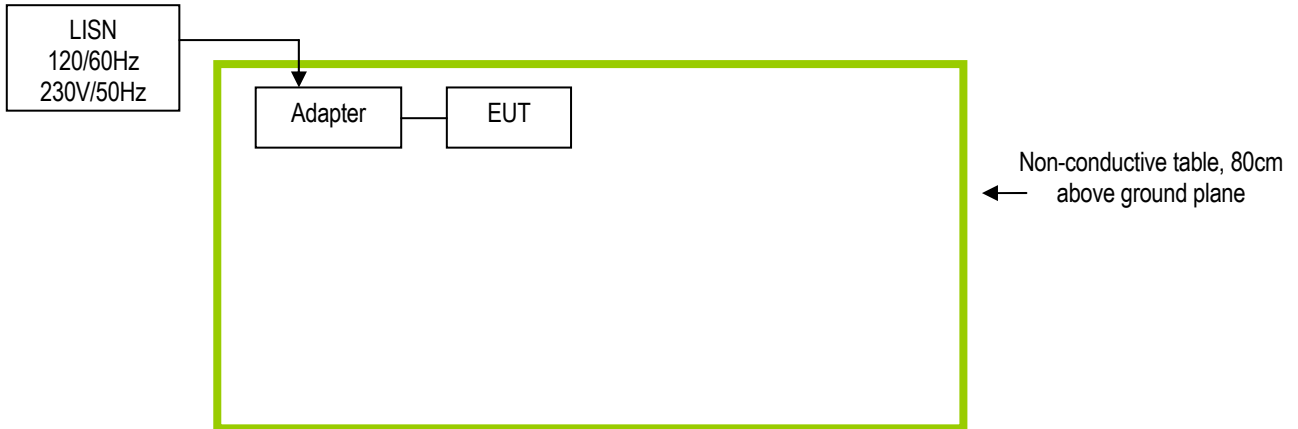 LISN
120/60Hz
230V/50Hz
Adapter
EUT
Non-conductive table, 80cm
above ground plane